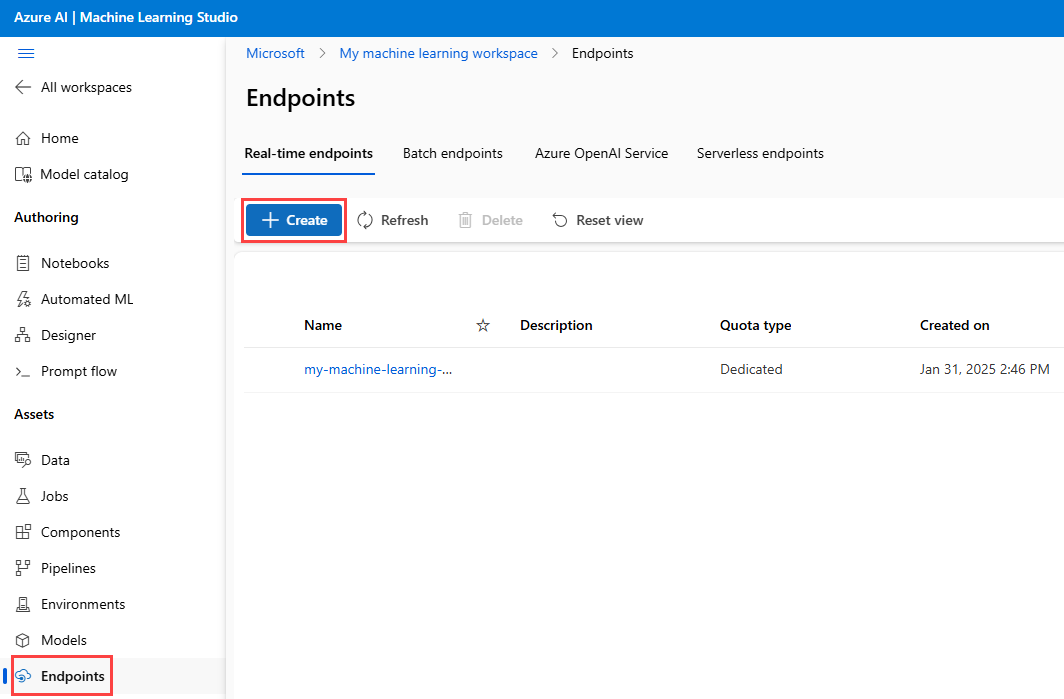 Azure AI | Machine Learning Studio
All workspaces
Home
Model catalog
Authoring
Notebooks
Automated ML
Designer
Prompt flow
Assets
Data
Jobs
Components
Pipelines
Environments
Models
Endpoints
Microsoft > My machine learning workspace > Endpoints
Endpoints
Real-time endpoints Batch endpoints Azure OpenAI Service Serverless endpoints
+ Create Refresh Delete Reset view
Name Description Quota type Created on
my-machine-learning-... Dedicated Jan 31, 2025 2:46 PM